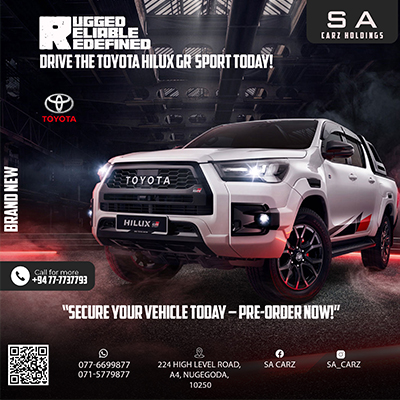 RUGGED
RELIABLE
REDEFINED
DRIVE THE TOYOTA HILUX GR SPORT TODAY!
S A
CARZ HOLDINGS
TOYOTA
BRAND NEW
TOYOTA
HILUX GR
Call for more
+94 77-7737793
"SECURE YOUR VEHICLE TODAY – PRE-ORDER NOW!"
077-6699877
071-5779877
224 HIGH LEVEL ROAD,
A4, NUGEGODA,
10250
SA CARZ
SA_CARZ